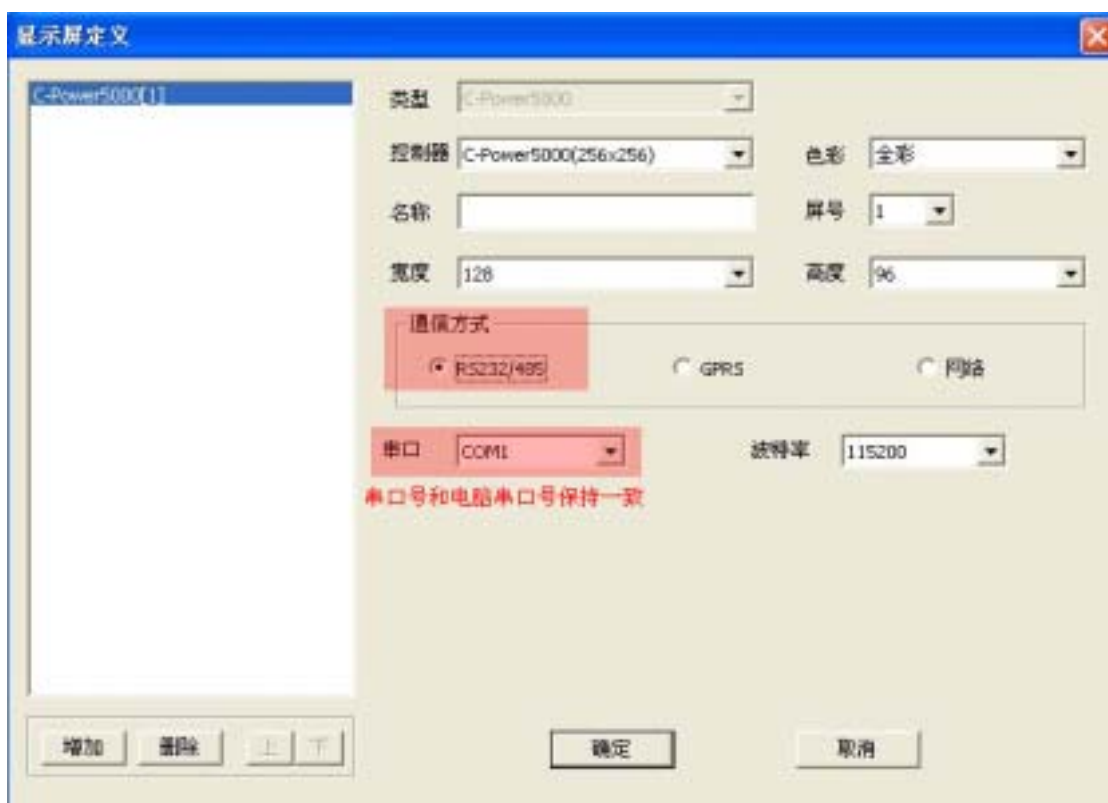 显示屏定义
C-Power5000[1]
类型 C-Power5000
控制器 C-Power5000(256x256) 色彩 全彩
名称 屏号 1
宽度 128 高度 96
通信方式
RS232/485 GPRS 网络
串口 COM1 波特率 115200
串口号和电脑串口号保持一致
增加 删除 上 下 确定 取消